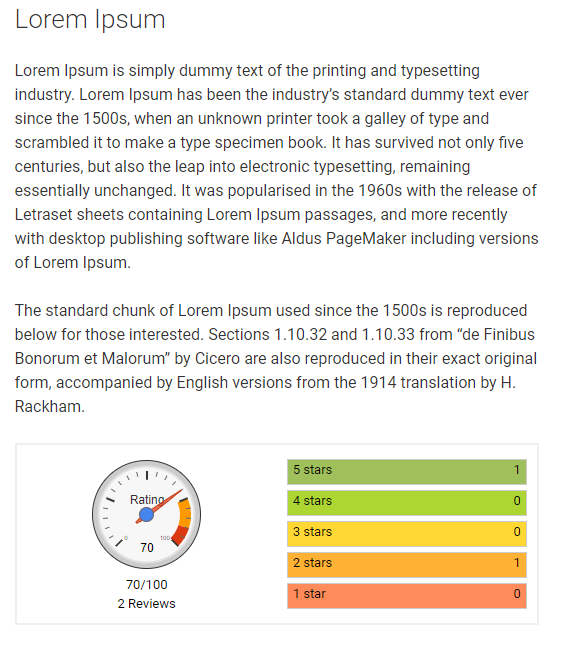 Lorem Ipsum
Lorem Ipsum is simply dummy text of the printing and typesetting
industry. Lorem Ipsum has been the industry’s standard dummy text ever
since the 1500s, when an unknown printer took a galley of type and
scrambled it to make a type specimen book. It has survived not only five
centuries, but also the leap into electronic typesetting, remaining
essentially unchanged. It was popularised in the 1960s with the release of
Letraset sheets containing Lorem Ipsum passages, and more recently
with desktop publishing software like Aldus PageMaker including versions
of Lorem Ipsum.
The standard chunk of Lorem Ipsum used since the 1500s is reproduced
below for those interested. Sections 1.10.32 and 1.10.33 from “de Finibus
Bonorum et Malorum” by Cicero are also reproduced in their exact original
form, accompanied by English versions from the 1914 translation by H.
Rackham.
Rating
0 100
70
70/100
2 Reviews
5 stars 1
4 stars 0
3 stars 0
2 stars 1
1 star 0